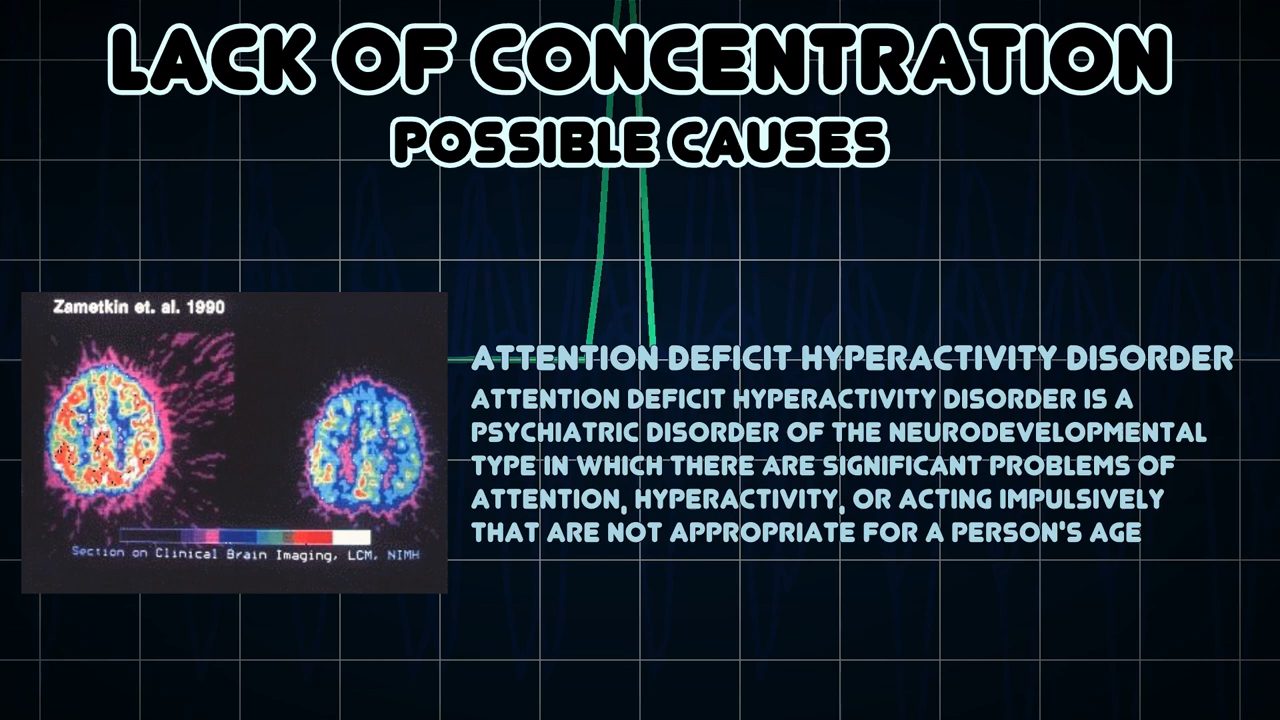 LACK OF CONCENTRATION
POSSIBLE CAUSES
Zametkin et. al. 1990
Section on Clinical Brain Imaging, LCM, NIMH
ATTENTION DEFICIT HYPERACTIVITY DISORDER
ATTENTION DEFICIT HYPERACTIVITY DISORDER IS A
PSYCHIATRIC DISORDER OF THE NEURODEVELOPMENTAL
TYPE IN WHICH THERE ARE SIGNIFICANT PROBLEMS OF
ATTENTION, HYPERACTIVITY, OR ACTING IMPULSIVELY
THAT ARE NOT APPROPRIATE FOR A PERSON'S AGE